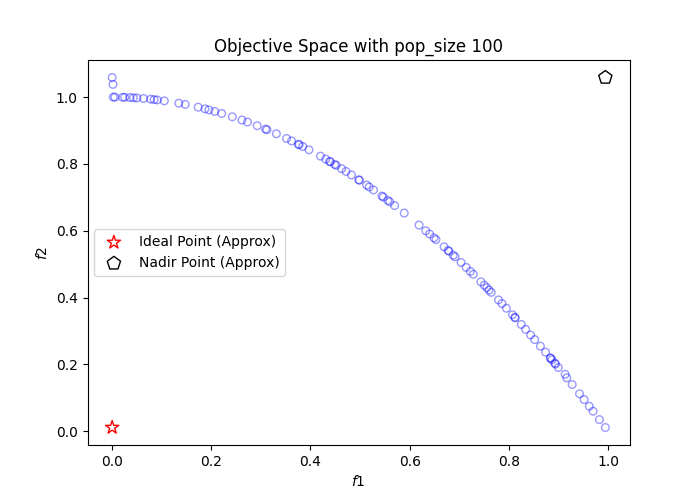 Objective Space with pop_size 100
f2
1.0
0.8
0.6
0.4
0.2
0.0
Ideal Point (Approx)
Nadir Point (Approx)
0.0 0.2 0.4 0.6 0.8 1.0
f1